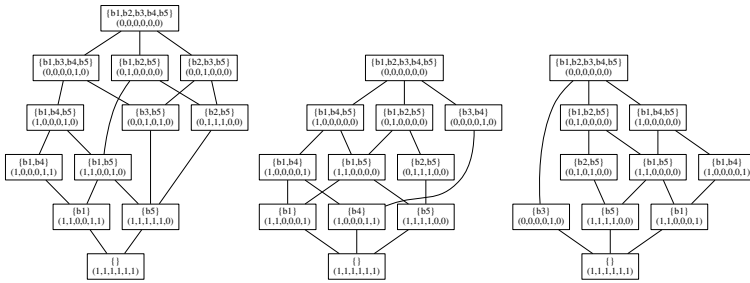 {b1,b2,b3,b4,b5}
(0,0,0,0,0,0)
{b1,b3,b4,b5}
(0,0,0,0,1,0)
{b1,b2,b5}
(0,1,0,0,0,0)
{b2,b3,b5}
(0,0,1,0,0,0)
{b1,b4,b5}
(1,0,0,0,1,0)
{b3,b5}
(0,0,1,0,1,0)
{b2,b5}
(0,1,1,1,0,0)
{b1,b4}
(1,0,0,0,1,1)
{b1,b5}
(1,1,0,0,1,0)
{b1}
(1,1,0,0,1,1)
{b5}
(1,1,1,1,1,0)
{}
(1,1,1,1,1,1)
{b1,b2,b3,b4,b5}
(0,0,0,0,0,0)
{b1,b4,b5}
(1,0,0,0,0,0)
{b1,b2,b5}
(0,1,0,0,0,0)
{b3,b4}
(0,0,0,0,1,0)
{b1,b4}
(1,0,0,0,0,1)
{b1,b5}
(1,1,0,0,0,0)
{b2,b5}
(0,1,1,1,0,0)
{b1}
(1,1,0,0,0,1)
{b4}
(1,0,0,0,1,1)
{b5}
(1,1,1,1,0,0)
{}
(1,1,1,1,1,1)
{b1,b2,b3,b4,b5}
(0,0,0,0,0,0)
{b1,b2,b5}
(0,1,0,0,0,0)
{b1,b4,b5}
(1,0,0,0,0,0)
{b2,b5}
(0,1,0,1,0,0)
{b1,b5}
(1,1,0,0,0,0)
{b1,b4}
(1,0,0,0,0,1)
{b3}
(0,0,0,0,1,0)
{b5}
(1,1,1,1,0,0)
{b1}
(1,1,0,0,0,1)
{}
(1,1,1,1,1,1)